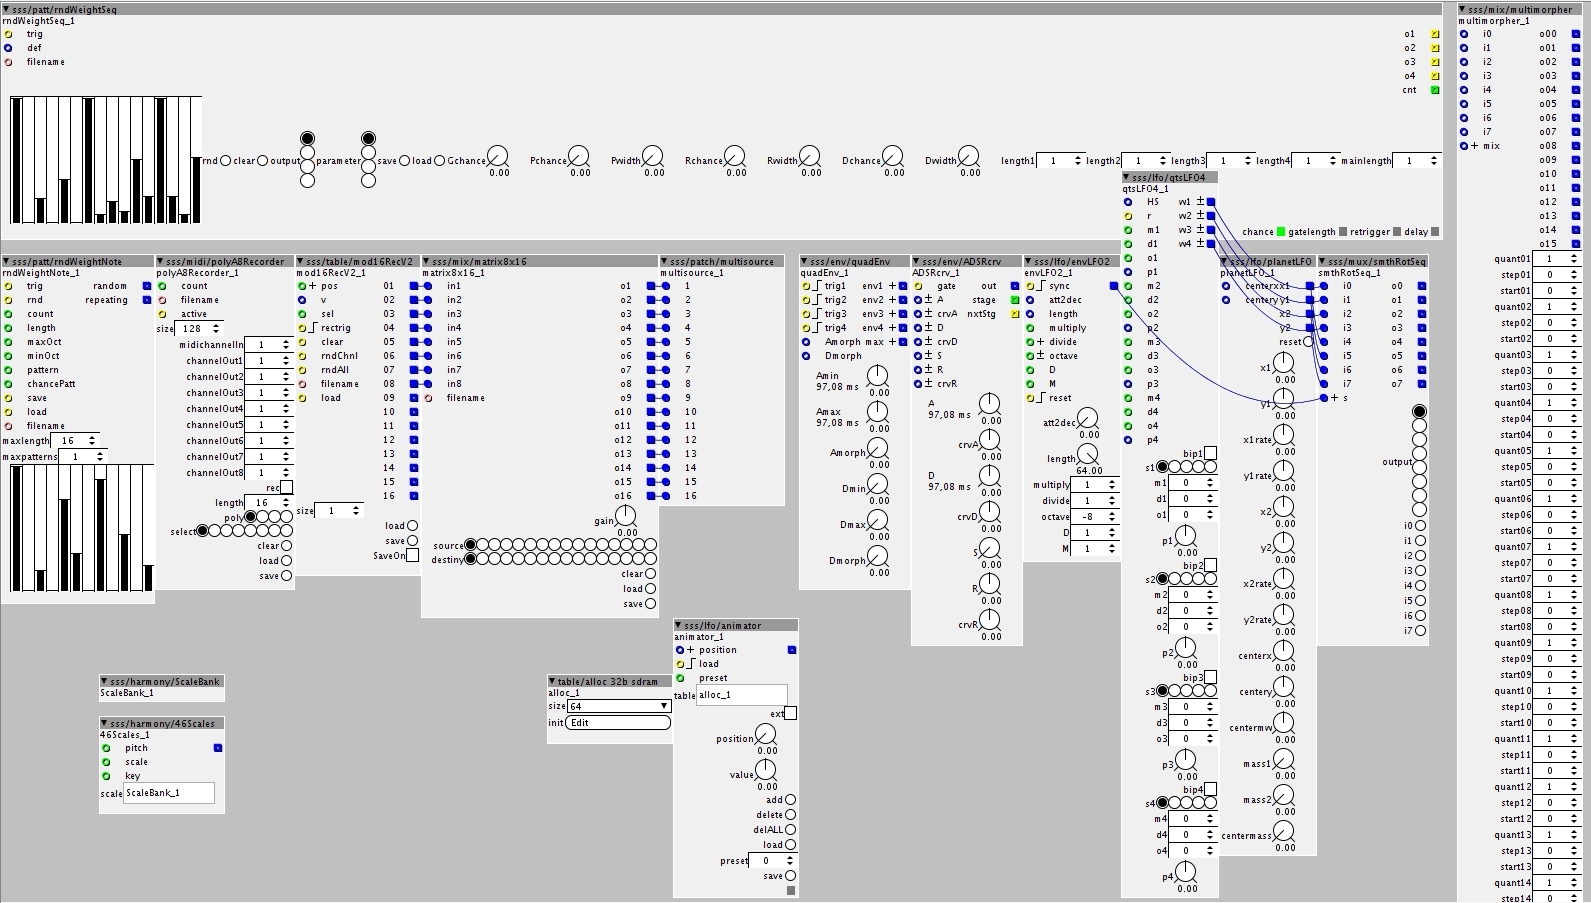 sss/patt/rndWeightSeq
rndWeightSeq_1
trig o1
def o2
filename o3
o4
cnt
rnd clear output parameter save load Gchance 0.00 Pchance 0.00 Pwidth 0.00 Rchance 0.00 Rwidth 0.00 Dchance 0.00 Dwidth 0.00 length1 1 length2 1 length3 1 length4 1 mainlength 1
chance gatelength retrigger delay
sss/patt/rndWeightNote
rndWeightNote_1
trig random
rnd repeating
count
length
maxOct
minOct
pattern
chancePatt
save
load
filename
maxlength 16
maxpatterns 1
sss/midi/polyA8Recorder
polyA8Recorder_1
count
filename
active
size 128
midichannelIn 1
channelOut1 1
channelOut2 1
channelOut3 1
channelOut4 1
channelOut5 1
channelOut6 1
channelOut7 1
channelOut8 1
rec
length 16
poly
select
clear
load
save
sss/table/mod16RecV2
mod16RecV2_1
+ pos 01
v 02
sel 03
rectrig 04
clear 05
rndChnl 06
rndAll 07
filename 08
load 09
10
11
12
13
14
15
16
size 1
load
save
SaveOn
sss/mix/matrix8x16
matrix8x16_1
in1 o1
in2 o2
in3 o3
in4 o4
in5 o5
in6 o6
in7 o7
in8 o8
filename o9
o10
o11
o12
o13
o14
o15
o16
gain 0.00
source
destiny
clear
load
save
sss/patch/multisource
multisource_1
1
2
3
4
5
6
7
8
9
10
11
12
13
14
15
16
sss/env/quadEnv
quadEnv_1
trig1 env1
trig2 env2
trig3 env3
trig4 env4
Amorph max +
Dmorph
Amin
97,08 ms 0.00
Amax
97,08 ms 0.00
Amorph 0.00
Dmin 0.00
Dmax 0.00
Dmorph 0.00
sss/env/ADSRcrv
ADSRcrv_1
gate out
± A stage
± crvA nxtStg
± D
± crvD
± S
± R
± crvR
A
97,08 ms 0.00
crvA 0.00
D
97,08 ms 0.00
crvD 0.00
S 0.00
R 0.00
crvR 0.00
sss/lfo/envLFO2
envLFO2_1
sync
att2dec
length
multiply
+ divide
± octave
D
M
reset
att2dec 0.00
length 64.00
multiply 1
divide 1
octave -8
D 1
M 1
sss/lfo/qtsLFO4
qtsLFO4_1
HS w1 ±
r w2 ±
m1 w3 ±
d1 w4 ±
o1
p1
m2
d2
o2
p2
m3
d3
o3
p3
m4
d4
o4
p4
bip1
s1
m1 0
d1 0
o1 0
p1 0.00
bip2
s2
m2 0
d2 0
o2 0
p2 0.00
bip3
s3
m3 0
d3 0
o3 0
p3 0.00
bip4
s4
m4 0
d4 0
o4 0
p4 0.00
sss/lfo/planetLFO
planetLFO_1
centerx x1
centery y1
x2
y2
reset
x1 0.00
y1 0.00
x1rate 0.00
y1rate 0.00
x2 0.00
y2 0.00
x2rate 0.00
y2rate 0.00
centerx 0.00
centery 0.00
centermw 0.00
mass1 0.00
mass2 0.00
centermass 0.00
sss/mux/smthRotSeq
smthRotSeq_1
i0 o0
i1 o1
i2 o2
i3 o3
i4 o4
i5 o5
i6 o6
i7 o7
+ s
output
i0
i1
i2
i3
i4
i5
i6
i7
sss/mix/multimorpher
multimorpher_1
i0 o00
i1 o01
i2 o02
i3 o03
i4 o04
i5 o05
i6 o06
i7 o07
+ mix o08
o09
o10
o11
o12
o13
o14
o15
quant01 1
step01 0
start01 0
quant02 1
step02 0
start02 0
quant03 1
step03 0
start03 0
quant04 1
step04 0
start04 0
quant05 1
step05 0
start05 0
quant06 1
step06 0
start06 0
quant07 1
step07 0
start07 0
quant08 1
step08 0
start08 0
quant09 1
step09 0
start09 0
quant10 1
step10 0
start10 0
quant11 1
step11 0
start11 0
quant12 1
step12 0
start12 0
quant13 1
step13 0
start13 0
quant14 1
step14 0
sss/harmony/ScaleBank
ScaleBank_1
sss/harmony/46Scales
46Scales_1
pitch
scale
key
scale ScaleBank_1
table/alloc 32b sdram
alloc_1
size 64
init Edit
sss/lfo/animator
animator_1
+ position
load
preset
table alloc_1
ext
position 0.00
value 0.00
add
delete
delALL
load
preset 0
save